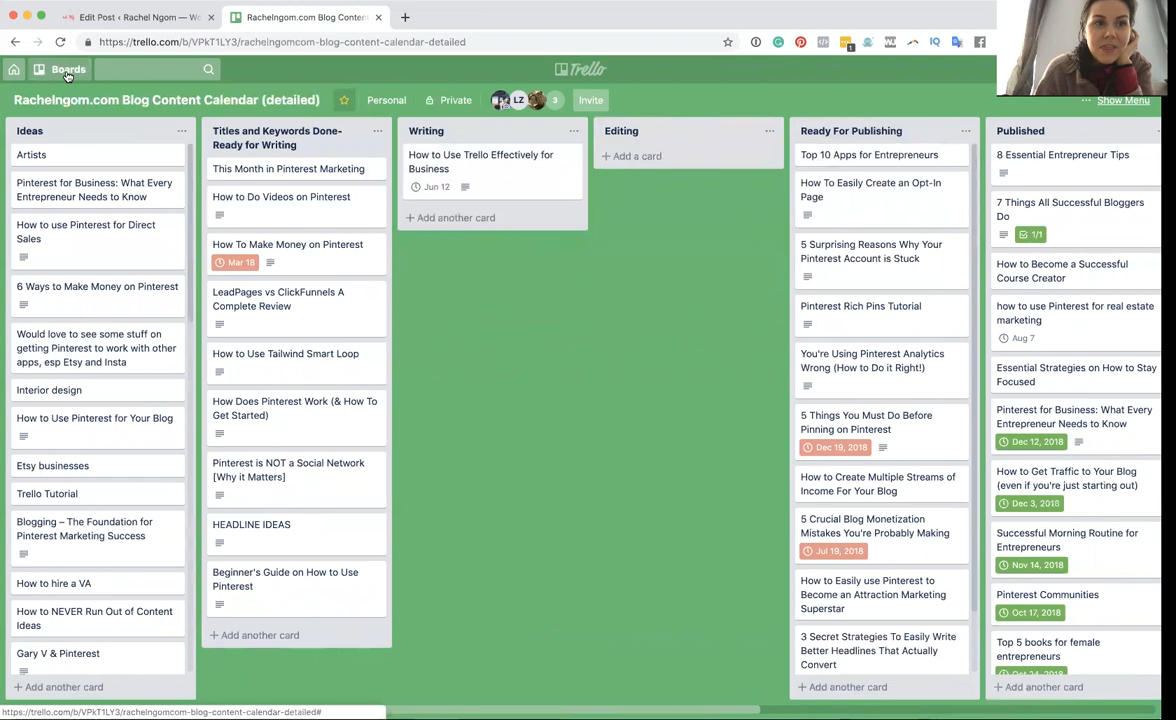 Edit Post ‹ Rachel Ngom — Wo
Rachelngom.com Blog Content
https://trello.com/b/VPkT1LY3/rachelngomcom-blog-content-calendar-detailed
Boards
Trello
Rachelngom.com Blog Content Calendar (detailed)
Personal
Private
LZ
3
Invite
Show Menu
Ideas
Artists
Pinterest for Business: What Every
Entrepreneur Needs to Know
How to use Pinterest for Direct
Sales
6 Ways to Make Money on Pinterest
Would love to see some stuff on
getting Pinterest to work with other
apps, esp Etsy and Insta
Interior design
How to Use Pinterest for Your Blog
Etsy businesses
Trello Tutorial
Blogging – The Foundation for
Pinterest Marketing Success
How to hire a VA
How to NEVER Run Out of Content
Ideas
Gary V & Pinterest
+ Add another card
Titles and Keywords Done-
Ready for Writing
This Month in Pinterest Marketing
How to Do Videos on Pinterest
How To Make Money on Pinterest
Mar 18
LeadPages vs ClickFunnels A
Complete Review
How to Use Tailwind Smart Loop
How Does Pinterest Work (& How To
Get Started)
Pinterest is NOT a Social Network
[Why it Matters]
HEADLINE IDEAS
Beginner's Guide on How to Use
Pinterest
+ Add another card
Writing
How to Use Trello Effectively for
Business
Jun 12
+ Add another card
Editing
+ Add a card
Ready For Publishing
Top 10 Apps for Entrepreneurs
How To Easily Create an Opt-In
Page
5 Surprising Reasons Why Your
Pinterest Account is Stuck
Pinterest Rich Pins Tutorial
You're Using Pinterest Analytics
Wrong (How to Do it Right!)
5 Things You Must Do Before
Pinning on Pinterest
Dec 19, 2018
How to Create Multiple Streams of
Income For Your Blog
5 Crucial Blog Monetization
Mistakes You're Probably Making
Jul 19, 2018
How to Easily use Pinterest to
Become an Attraction Marketing
Superstar
3 Secret Strategies To Easily Write
Better Headlines That Actually
Convert
+ Add another card
Published
8 Essential Entrepreneur Tips
7 Things All Successful Bloggers
Do
1/1
How to Become a Successful
Course Creator
how to use Pinterest for real estate
marketing
Aug 7
Essential Strategies on How to Stay
Focused
Pinterest for Business: What Every
Entrepreneur Needs to Know
Dec 12, 2018
How to Get Traffic to Your Blog
(even if you're just starting out)
Dec 3, 2018
Successful Morning Routine for
Entrepreneurs
Nov 14, 2018
Pinterest Communities
Oct 17, 2018
Top 5 books for female
entrepreneurs
+ Add another card
https://trello.com/b/VPkT1LY3/rachelngomcom-blog-content-calendar-detailed#